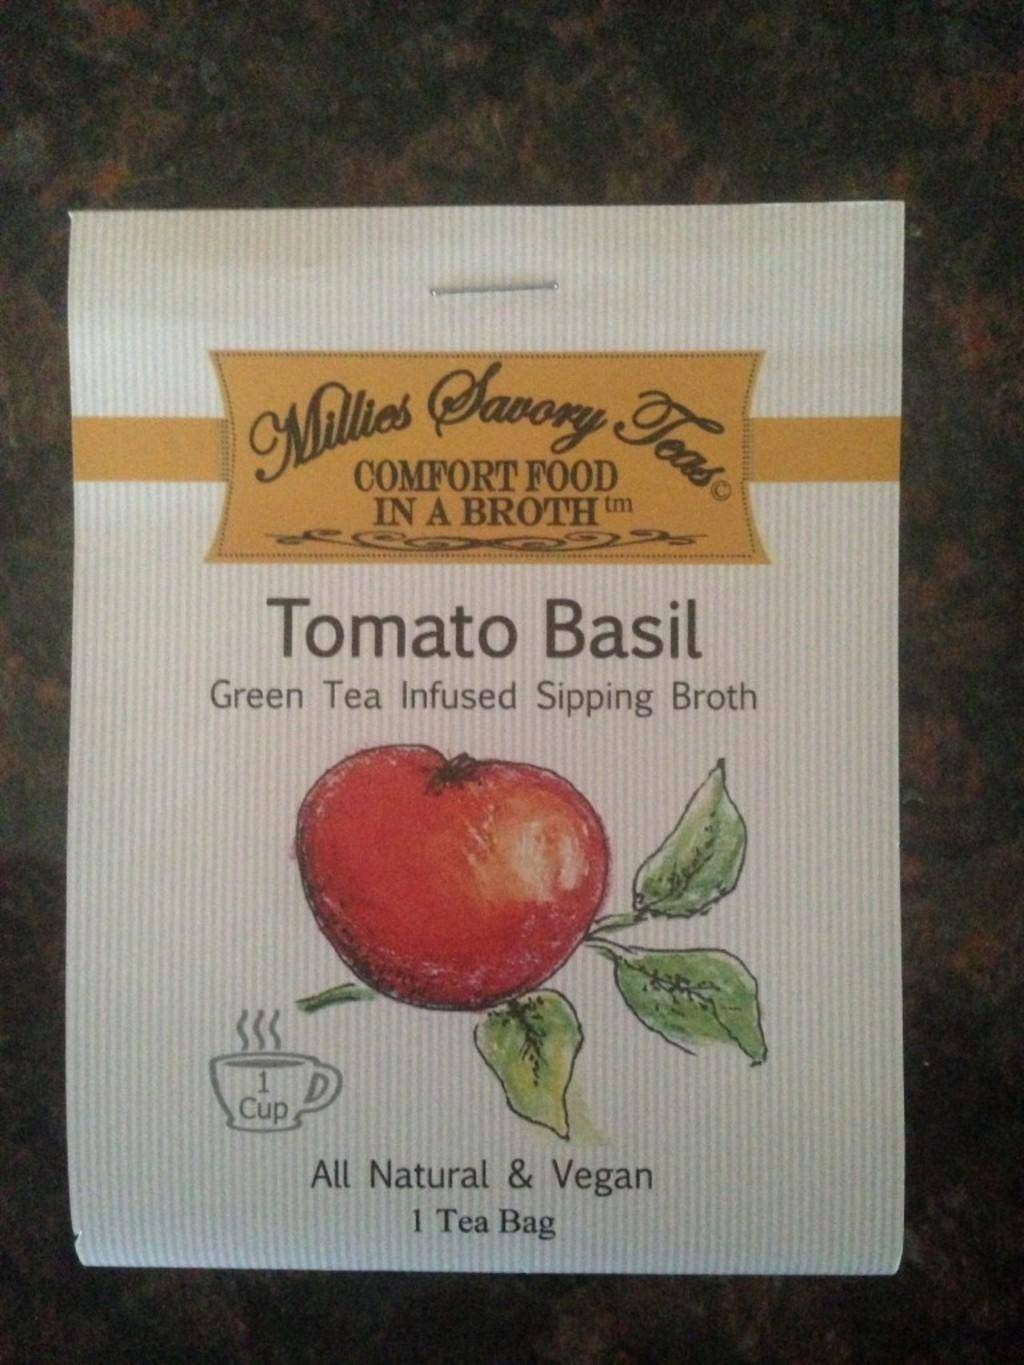 Millies Savory Teas©
COMFORT FOOD
IN A BROTH tm
Tomato Basil
Green Tea Infused Sipping Broth
1
Cup
All Natural & Vegan
1 Tea Bag